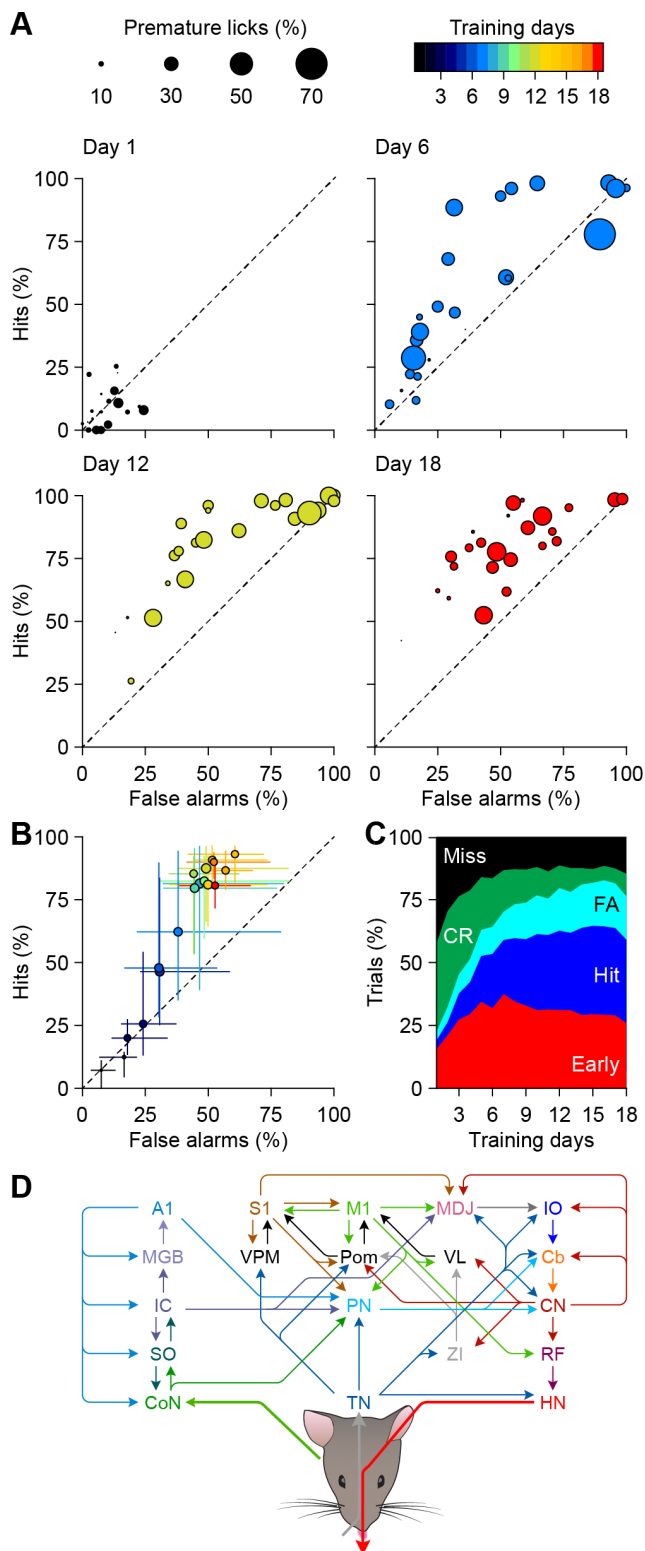 A
Premature licks (%)
10 30 50 70
Training days
3 6 9 12 15 18
Day 1
Day 6
100
75
50
25
0
Hits (%)
Day 12
Day 18
100
75
50
25
0
Hits (%)
0 25 50 75 100
0 25 50 75 100
False alarms (%)
False alarms (%)
B
100
75
50
25
0
Hits (%)
0 25 50 75 100
False alarms (%)
C
100
75
50
25
0
Trials (%)
Miss
CR
FA
Hit
Early
3 6 9 12 15 18
Training days
D
A1 S1 M1 MDJ IO
MGB VPM Pom VL Cb
IC PN CN
SO ZI RF
CoN TN HN